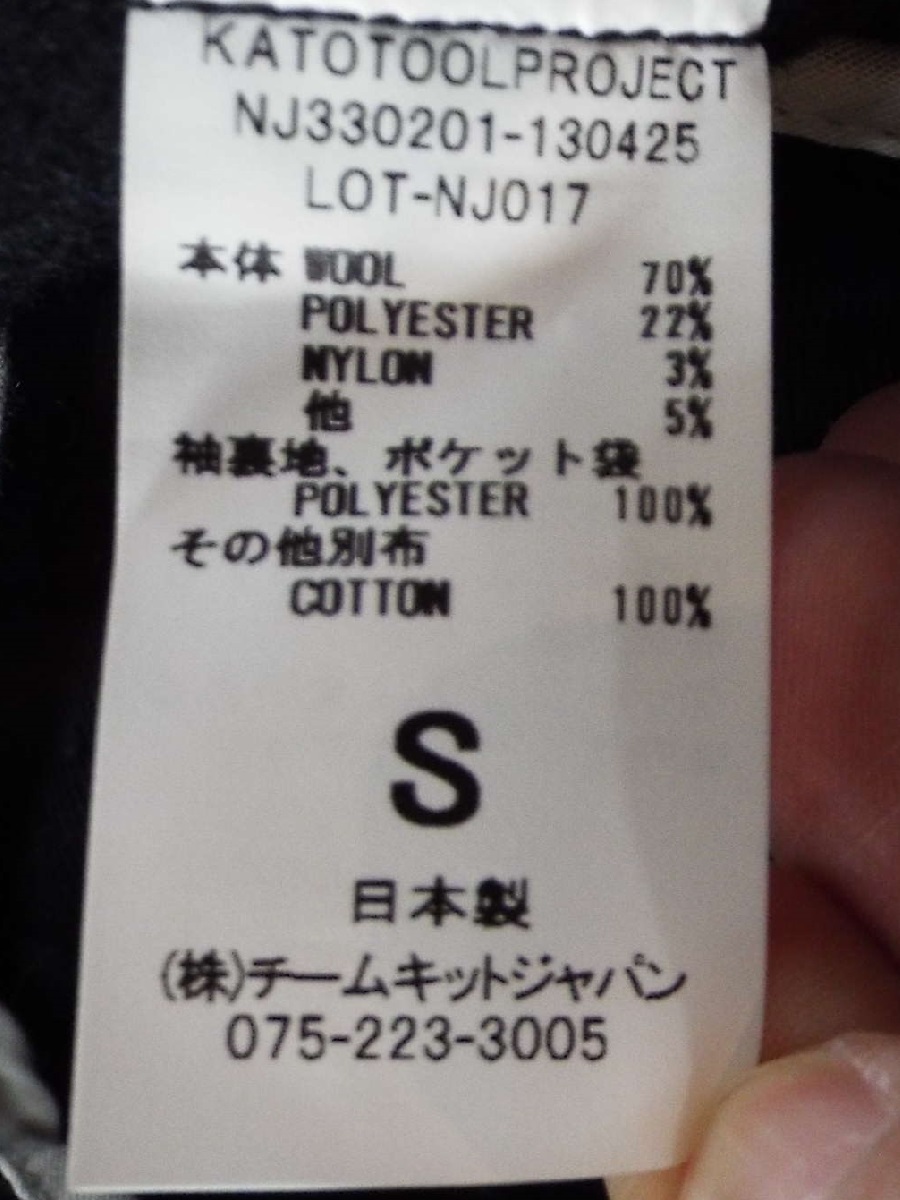 KATOTOOLPROJECT
NJ330201-130425
LOT-NJ017
本体 WOOL 70%
POLYESTER 22%
NYLON 3%
他 5%
袖裏地、ポケット袋
POLYESTER 100%
その他別布
COTTON 100%
S
日本製
(株)チームキットジャパン
075-223-3005